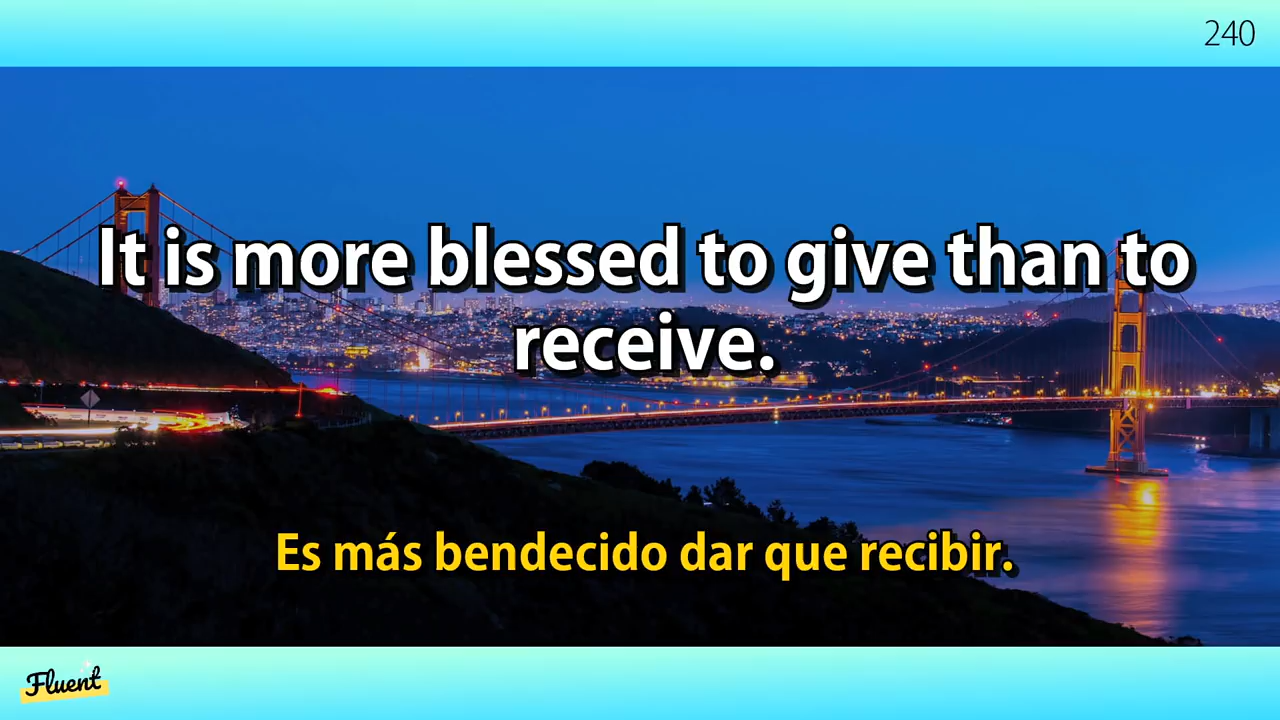 240
It is more blessed to give than to
receive.
Es más bendecido dar que recibir.
Fluent